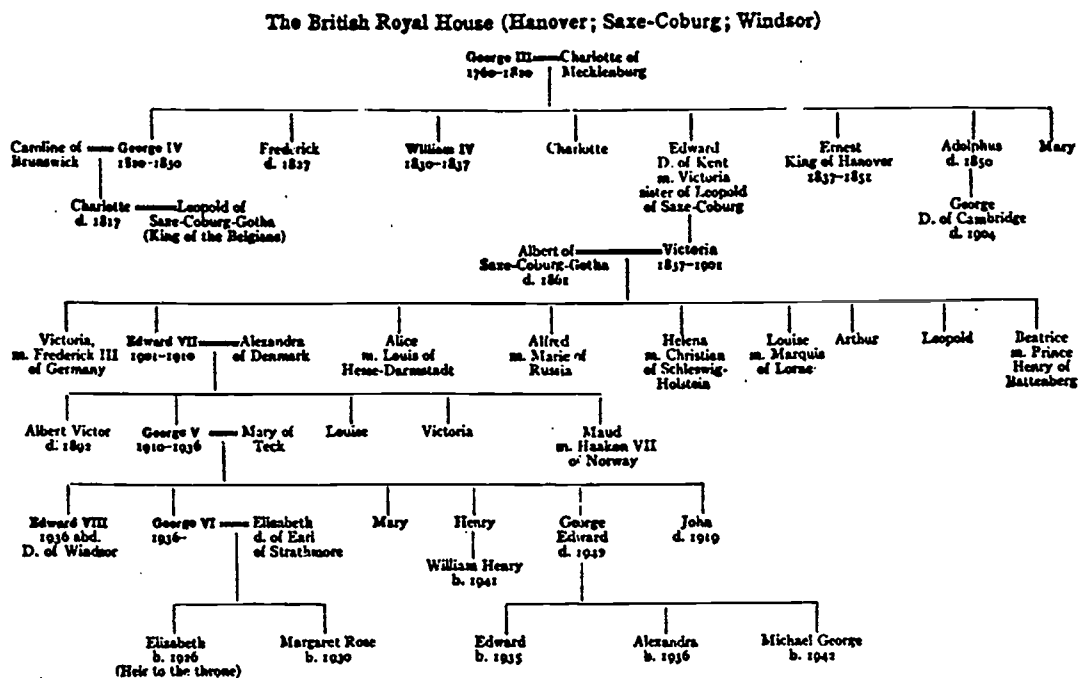 The British Royal House (Hanover; Saxe-Coburg; Windsor)
George III Charlotte of
1760–1820 Mecklenburg
Caroline of George IV Frederick William IV Charlotte Edward Ernest Adolphus Mary
Brunswick 1820–1830 d. 1827 1830–1837 D. of Kent King of Hanover d. 1850
m. Victoria 1837–1851
sister of Leopold
of Saxe-Coburg
Charlotte Leopold of George
d. 1817 Saxe-Coburg-Gotha D. of Cambridge
(King of the Belgians) d. 1904
Albert of Victoria
Saxe-Coburg-Gotha 1837–1901
d. 1861
Victoria, Edward VII Alexandra Alice Alfred Helena Louise Arthur Leopold Beatrice
m. Frederick III 1901–1910 of Denmark m. Louis of m. Marie of m. Christian m. Marquis m. Prince
of Germany Hesse-Darmstadt Russia of Schleswig- of Lorne Henry of
Holstein Battenberg
Albert Victor George V Mary of Louise Victoria Maud
d. 1892 1910–1936 Teck m. Haakon VII
of Norway
Edward VIII George VI Elisabeth Mary Henry George John
1936 abd. 1936– d. of Earl Edward d. 1919
D. of Windsor of Strathmore d. 1942
William Henry
b. 1941
Elisabeth Margaret Rose Edward Alexandra Michael George
b. 1926 b. 1930 b. 1935 b. 1936 b. 1942
(Heir to the throne)